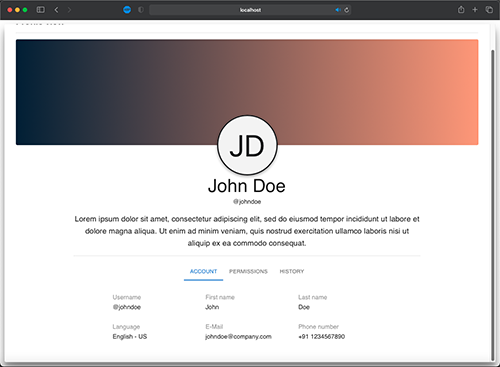 localhost
JD
John Doe
@johndoe
Lorem ipsum dolor sit amet, consectetur adipiscing elit, sed do eiusmod tempor incididunt ut labore et
dolore magna aliqua. Ut enim ad minim veniam, quis nostrud exercitation ullamco laboris nisi ut
aliquip ex ea commodo consequat.
ACCOUNT PERMISSIONS HISTORY
Username First name Last name
@johndoe John Doe
Language E-Mail Phone number
English - US johndoe@company.com +91 1234567890